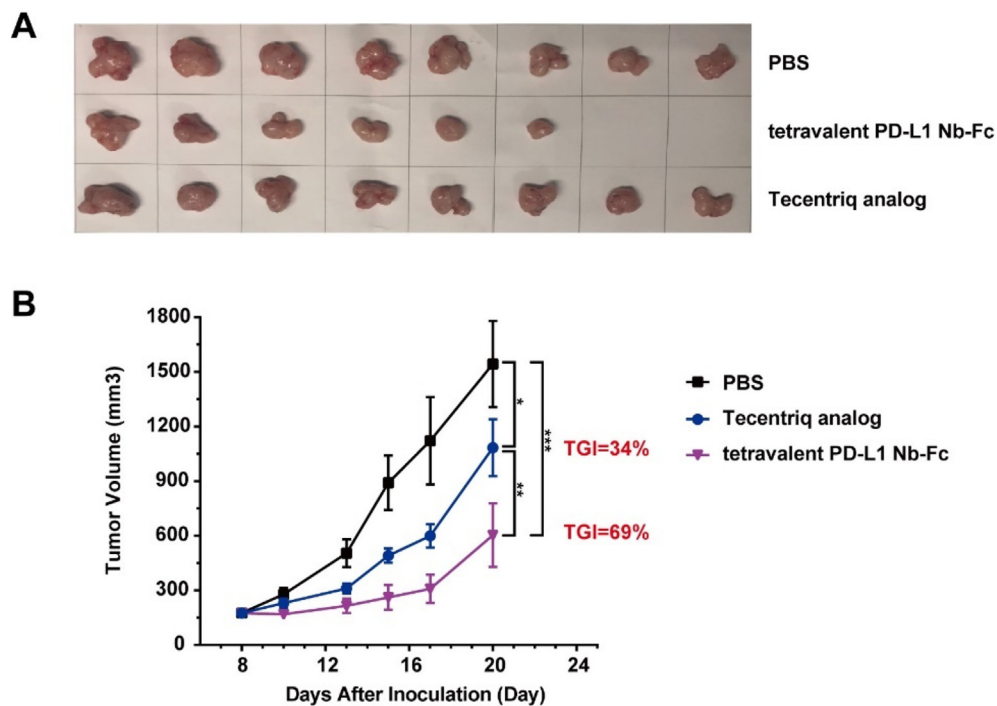 A
PBS
tetravalent PD-L1 Nb-Fc
Tecentriq analog
B
Tumor Volume (mm3)
1800
1500
1200
900
600
300
0
8
12
16
20
24
Days After Inoculation (Day)
*
***
**
TGI=34%
TGI=69%
PBS
Tecentriq analog
tetravalent PD-L1 Nb-Fc